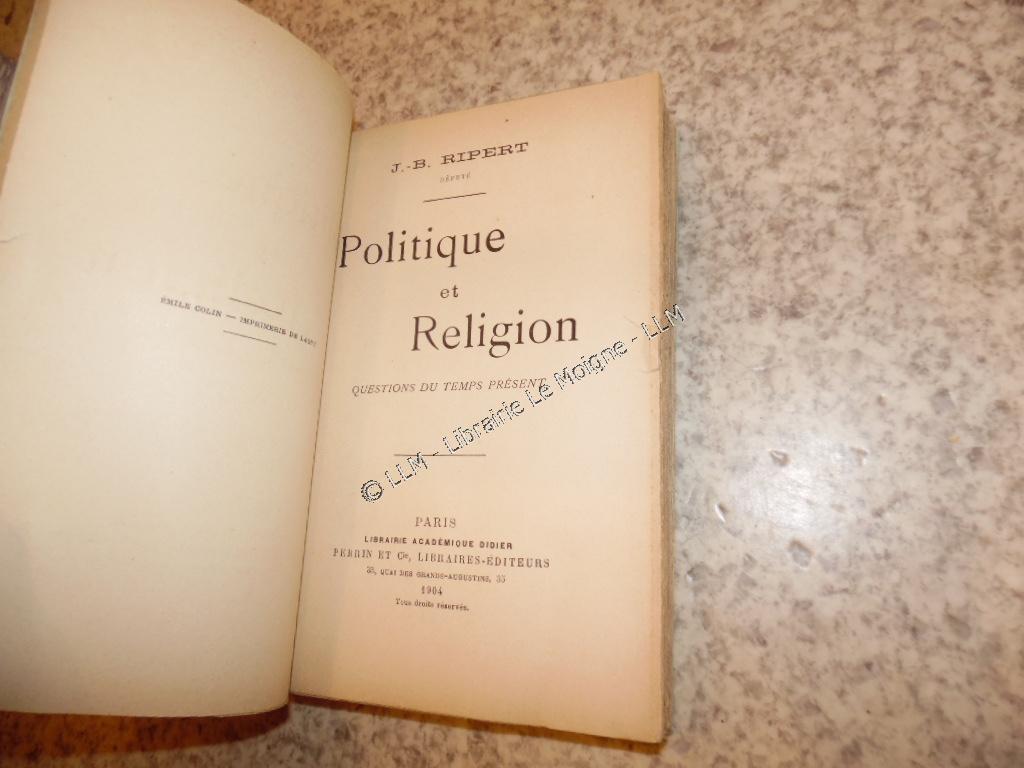 ÉMILE COLIN — IMPRIMERIE DE LAGNY
J.-B. RIPERT
DÉPUTÉ
Politique
et
Religion
QUESTIONS DU TEMPS PRÉSENT
© LLM - Librairie Le Moigne - LLM
PARIS
LIBRAIRIE ACADÉMIQUE DIDIER
PERRIN ET Cie, LIBRAIRES-ÉDITEURS
35, QUAI DES GRANDS-AUGUSTINS, 35
1904
Tous droits réservés.